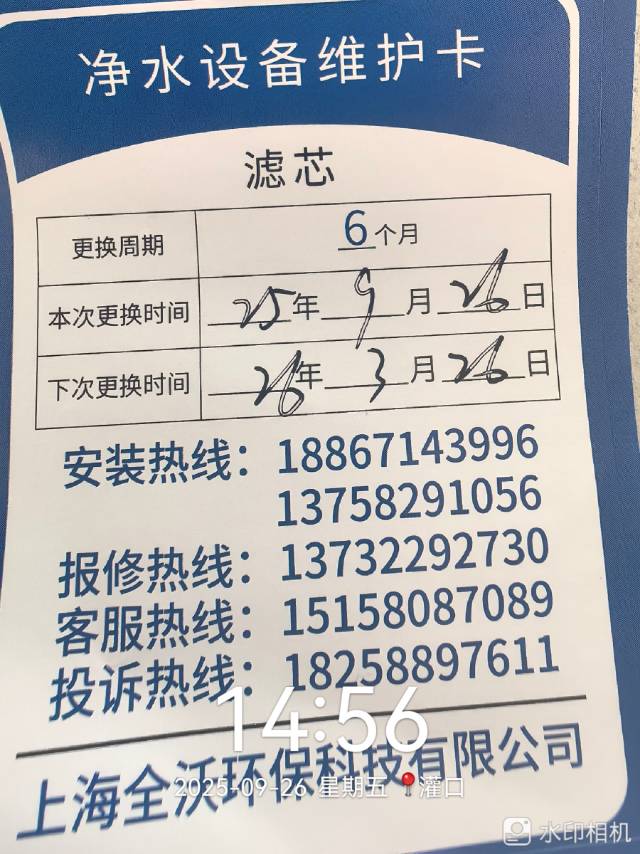 净水设备维护卡
滤芯
更换周期 6个月
本次更换时间 25年9月26日
下次更换时间 26年3月26日
安装热线：18867143996
13758291056
报修热线：13732292730
客服热线：15158087089
投诉热线：18258897611
14:56
上海全沃环保科技有限公司
2025-09-26 星期五 灌口
水印相机